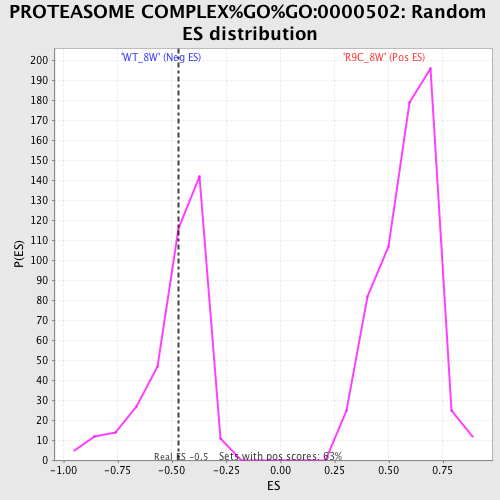 PROTEASOME COMPLEX%GO%GO:0000502: Random
ES distribution
'WT_8W' (Neg ES)
'R9C_8W' (Pos ES)
200
190
180
170
160
150
140
130
120
110
100
90
80
70
60
50
40
30
20
10
0
P(ES)
Real ES -0.5
Sets with pos scores: 63%
-1.00 -0.75 -0.50 -0.25 0.00 0.25 0.50 0.75
ES